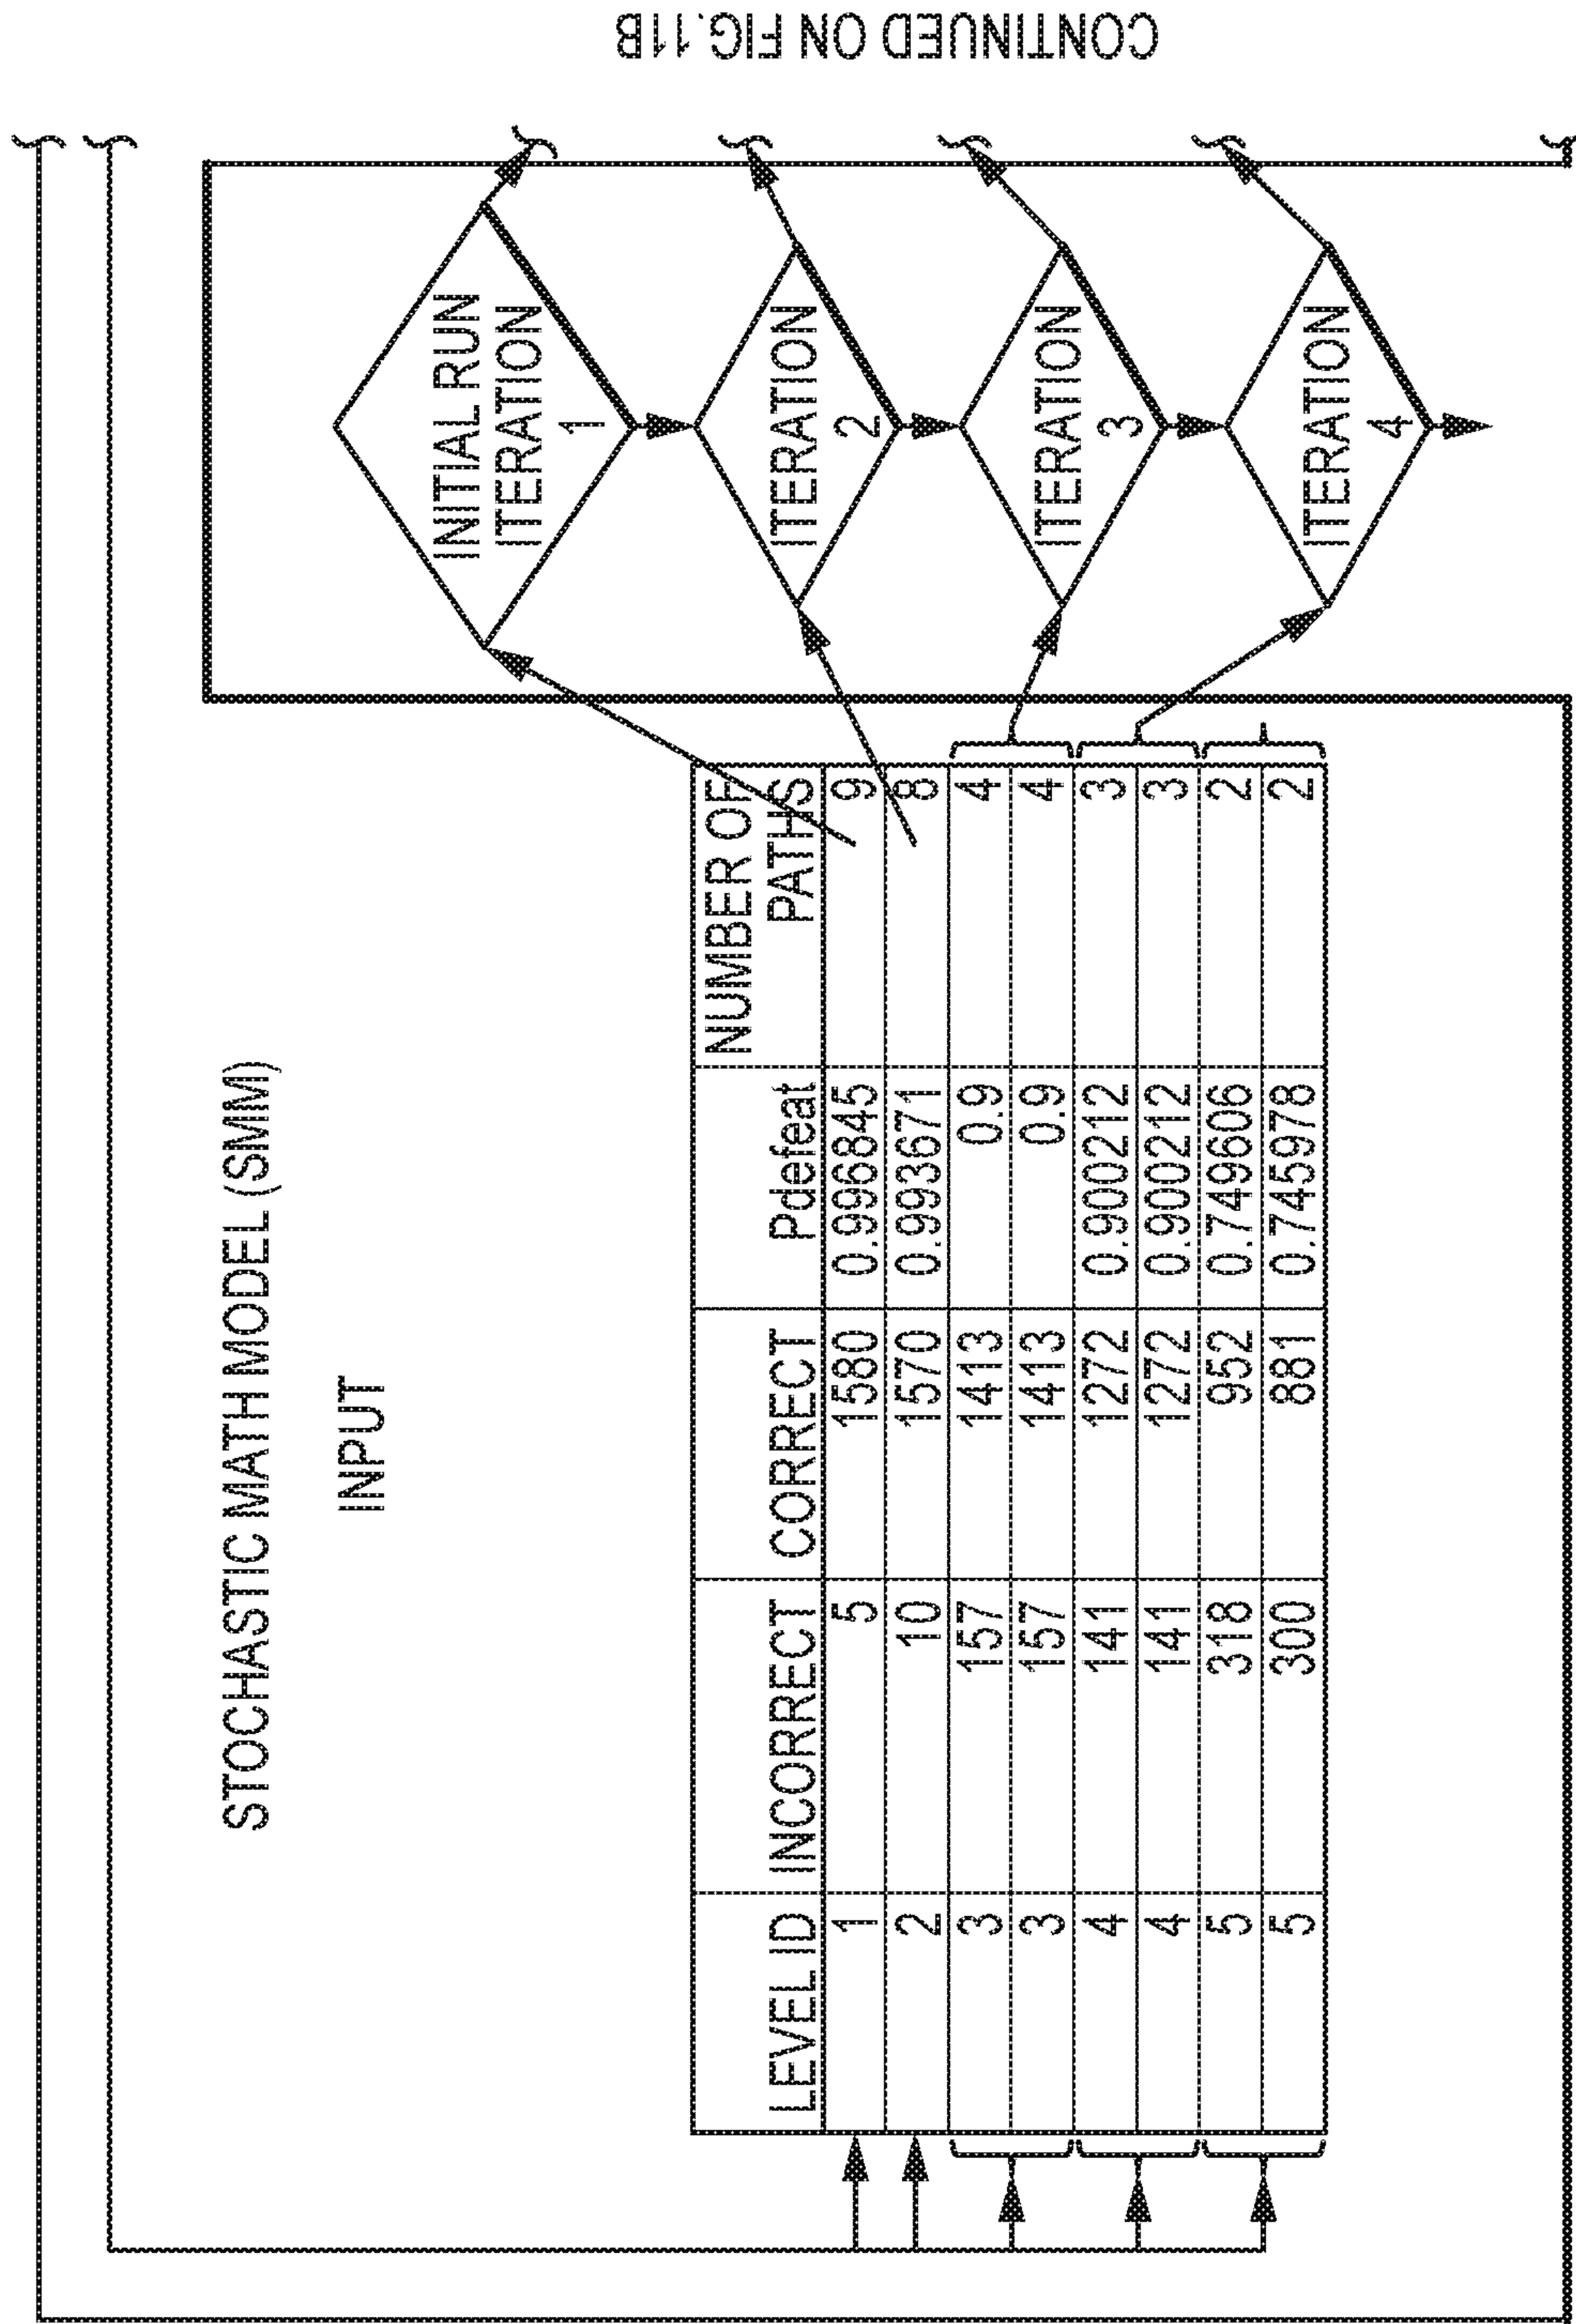 STOCHASTIC MATH MODEL (SMM)
INPUT
LEVEL ID INCORRECT CORRECT Pdefeat NUMBER OF PATHS
1 5 1580 0.996845 9
2 10 1570 0.993671 8
3 157 1413 0.9 4
3 157 1413 0.9 4
4 141 1272 0.900212 3
4 141 1272 0.900212 3
5 318 952 0.749606 2
5 300 881 0.745978 2
INITIAL RUN
ITERATION
1
ITERATION
2
ITERATION
3
ITERATION
4
CONTINUED ON FIG.11B